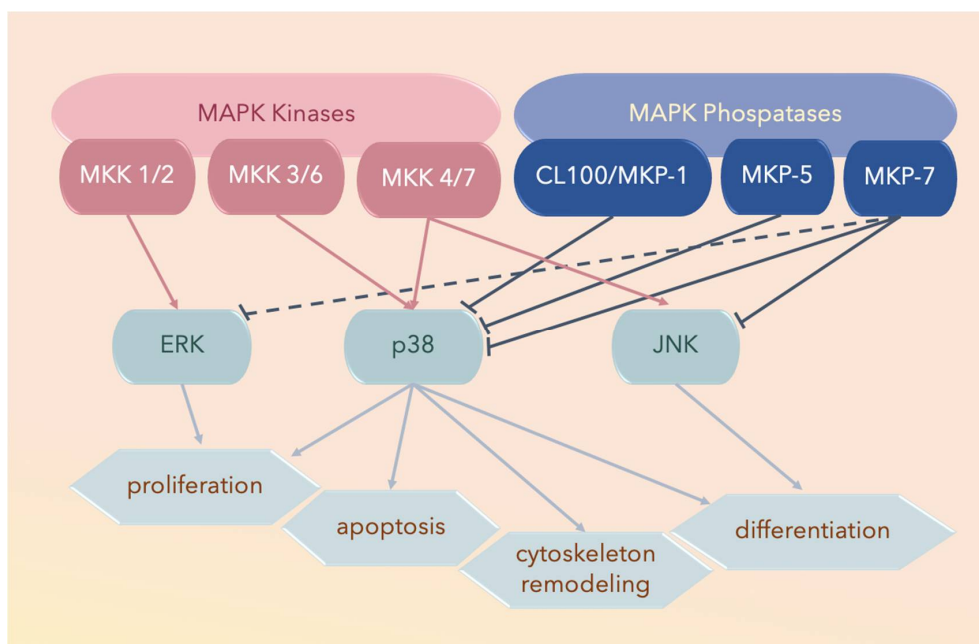 MAPK Kinases
MAPK Phospatases
MKK 1/2
MKK 3/6
MKK 4/7
CL100/MKP-1
MKP-5
MKP-7
ERK
p38
JNK
proliferation
apoptosis
cytoskeleton
remodeling
differentiation